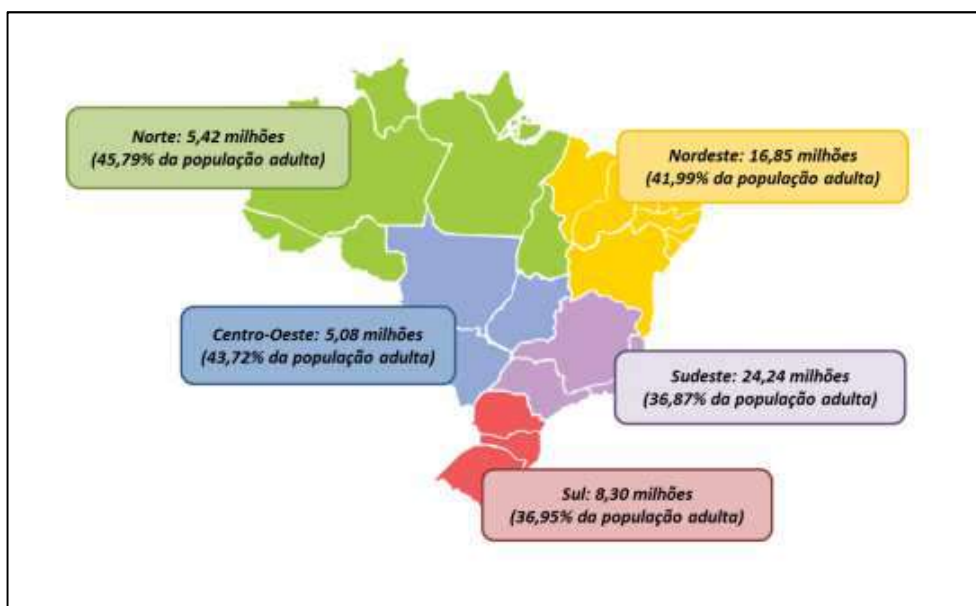 Norte: 5,42 milhões
(45,79% da população adulta)
Nordeste: 16,85 milhões
(41,99% da população adulta)
Centro-Oeste: 5,08 milhões
(43,72% da população adulta)
Sudeste: 24,24 milhões
(36,87% da população adulta)
Sul: 8,30 milhões
(36,95% da população adulta)